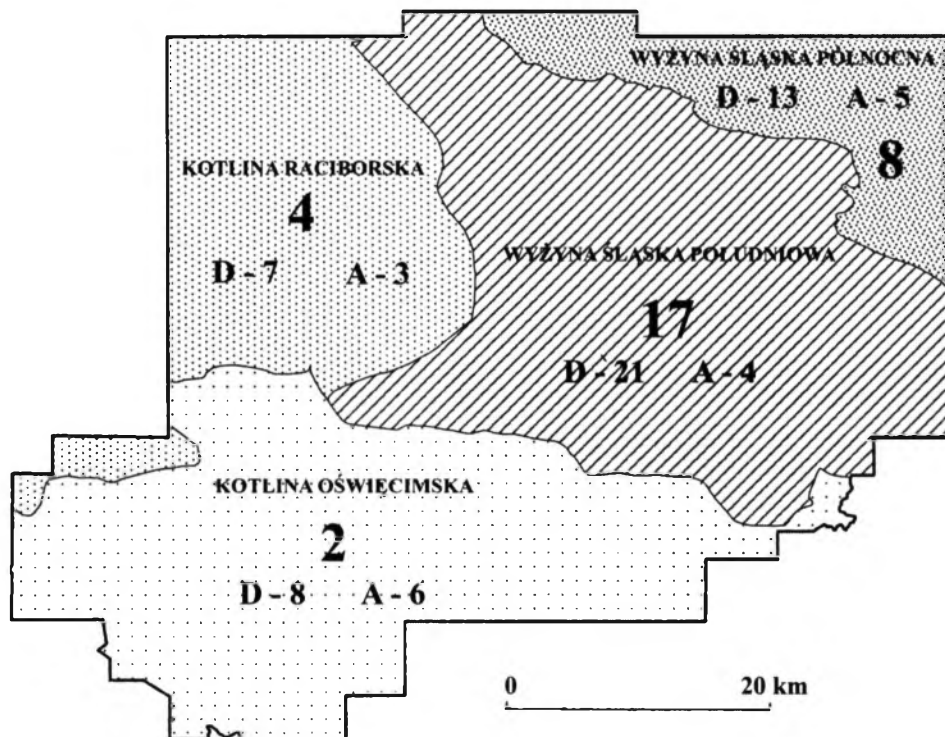 WYŻYNA ŚLĄSKA PÓŁNOCNA
D - 13 A - 5
8
KOTLINA RACIBORSKA
4
D - 7 A - 3
WYŻYNA ŚLĄSKA POŁUDNIOWA
17
D - 21 A - 4
KOTLINA OŚWIĘCIMSKA
2
D - 8 A - 6
0 20 km